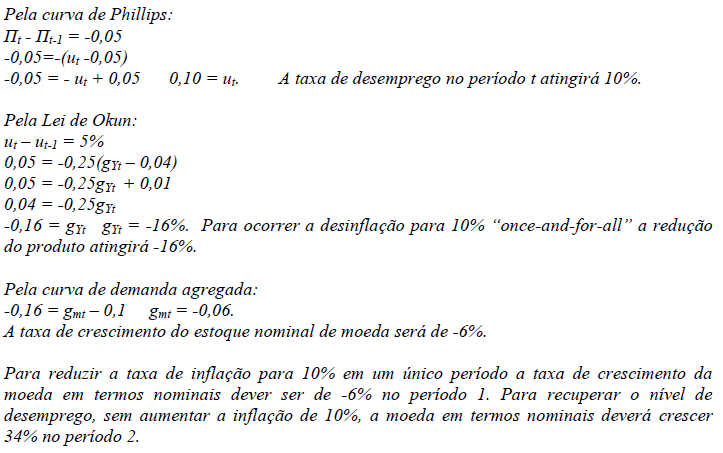 Pela curva de Phillips:
Πt - Πt-1 = -0,05
-0,05=-(ut -0,05)
-0,05 = - ut + 0,05 0,10 = ut. A taxa de desemprego no período t atingirá 10%.
Pela Lei de Okun:
ut – ut-1 = 5%
0,05 = -0,25(gYt – 0,04)
0,05 = -0,25gYt + 0,01
0,04 = -0,25gYt
-0,16 = gYt gYt = -16%. Para ocorrer a desinflação para 10% “once-and-for-all” a redução
do produto atingirá -16%.
Pela curva de demanda agregada:
-0,16 = gmt – 0,1 gmt = -0,06.
A taxa de crescimento do estoque nominal de moeda será de -6%.
Para reduzir a taxa de inflação para 10% em um único período a taxa de crescimento da
moeda em termos nominais dever ser de -6% no período 1. Para recuperar o nível de
desemprego, sem aumentar a inflação de 10%, a moeda em termos nominais deverá crescer
34% no período 2.